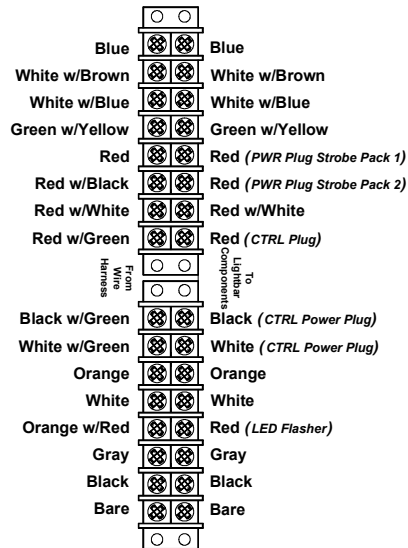 Blue Blue
White w/Brown White w/Brown
White w/Blue White w/Blue
Green w/Yellow Green w/Yellow
Red Red (PWR Plug Strobe Pack 1)
Red w/Black Red (PWR Plug Strobe Pack 2)
Red w/White Red w/White
Red w/Green Red (CTRL Plug)
From
Wire
Harness
To
Lightbar
Components
Black w/Green Black (CTRL Power Plug)
White w/Green White (CTRL Power Plug)
Orange Orange
White White
Orange w/Red Red (LED Flasher)
Gray Gray
Black Black
Bare Bare